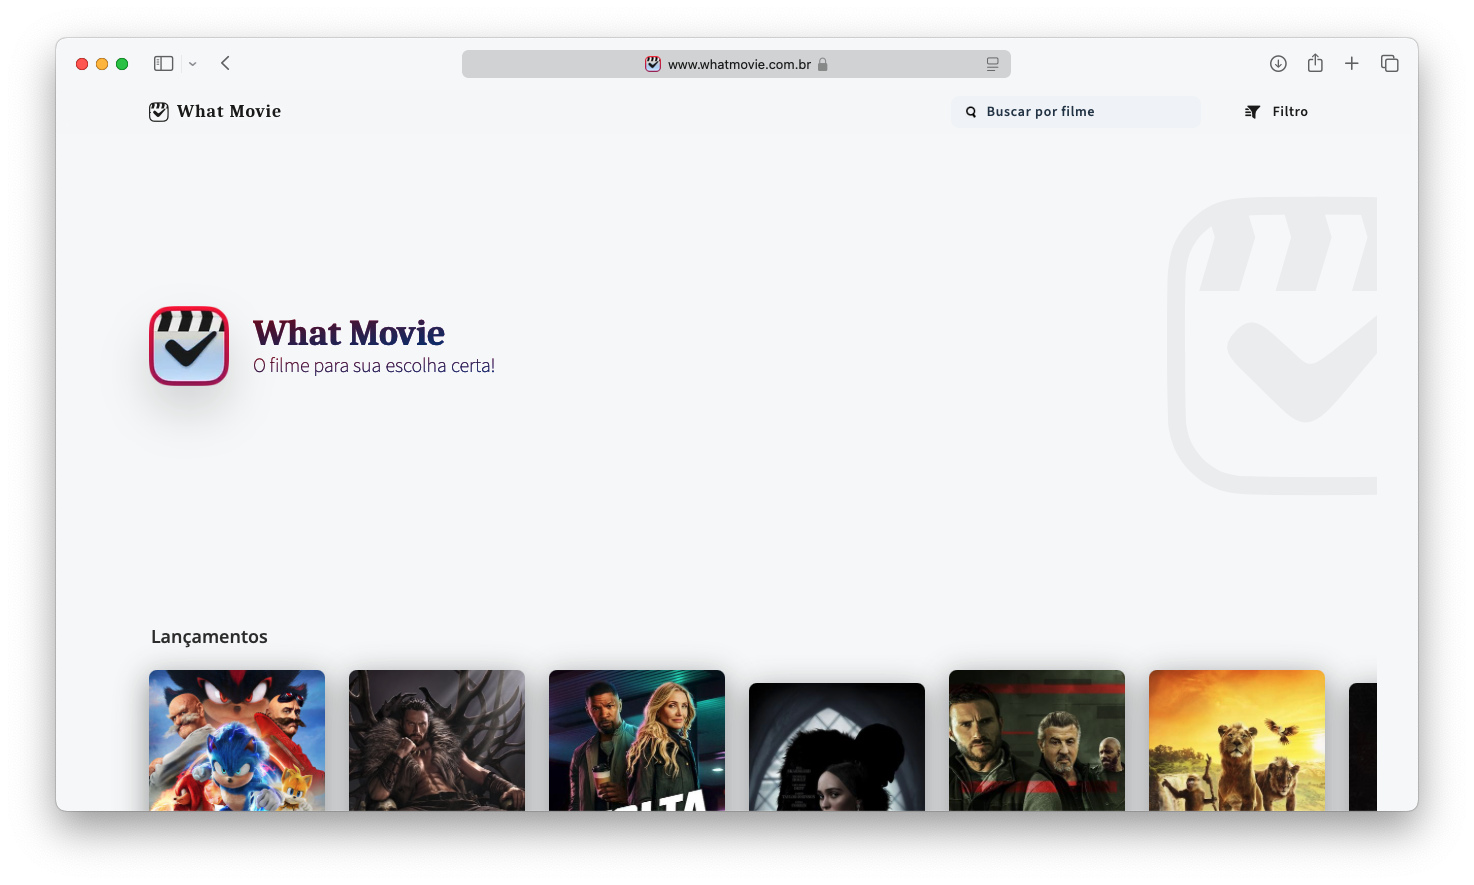 www.whatmovie.com.br
What Movie
Buscar por filme
Filtro
What Movie
O filme para sua escolha certa!
Lançamentos